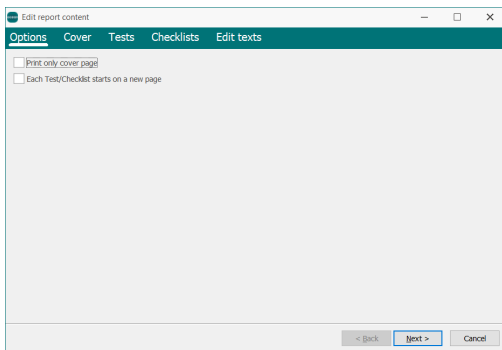 Edit report content
Options Cover Tests Checklists Edit texts
Print only cover page
Each Test/Checklist starts on a new page
< Back Next > Cancel